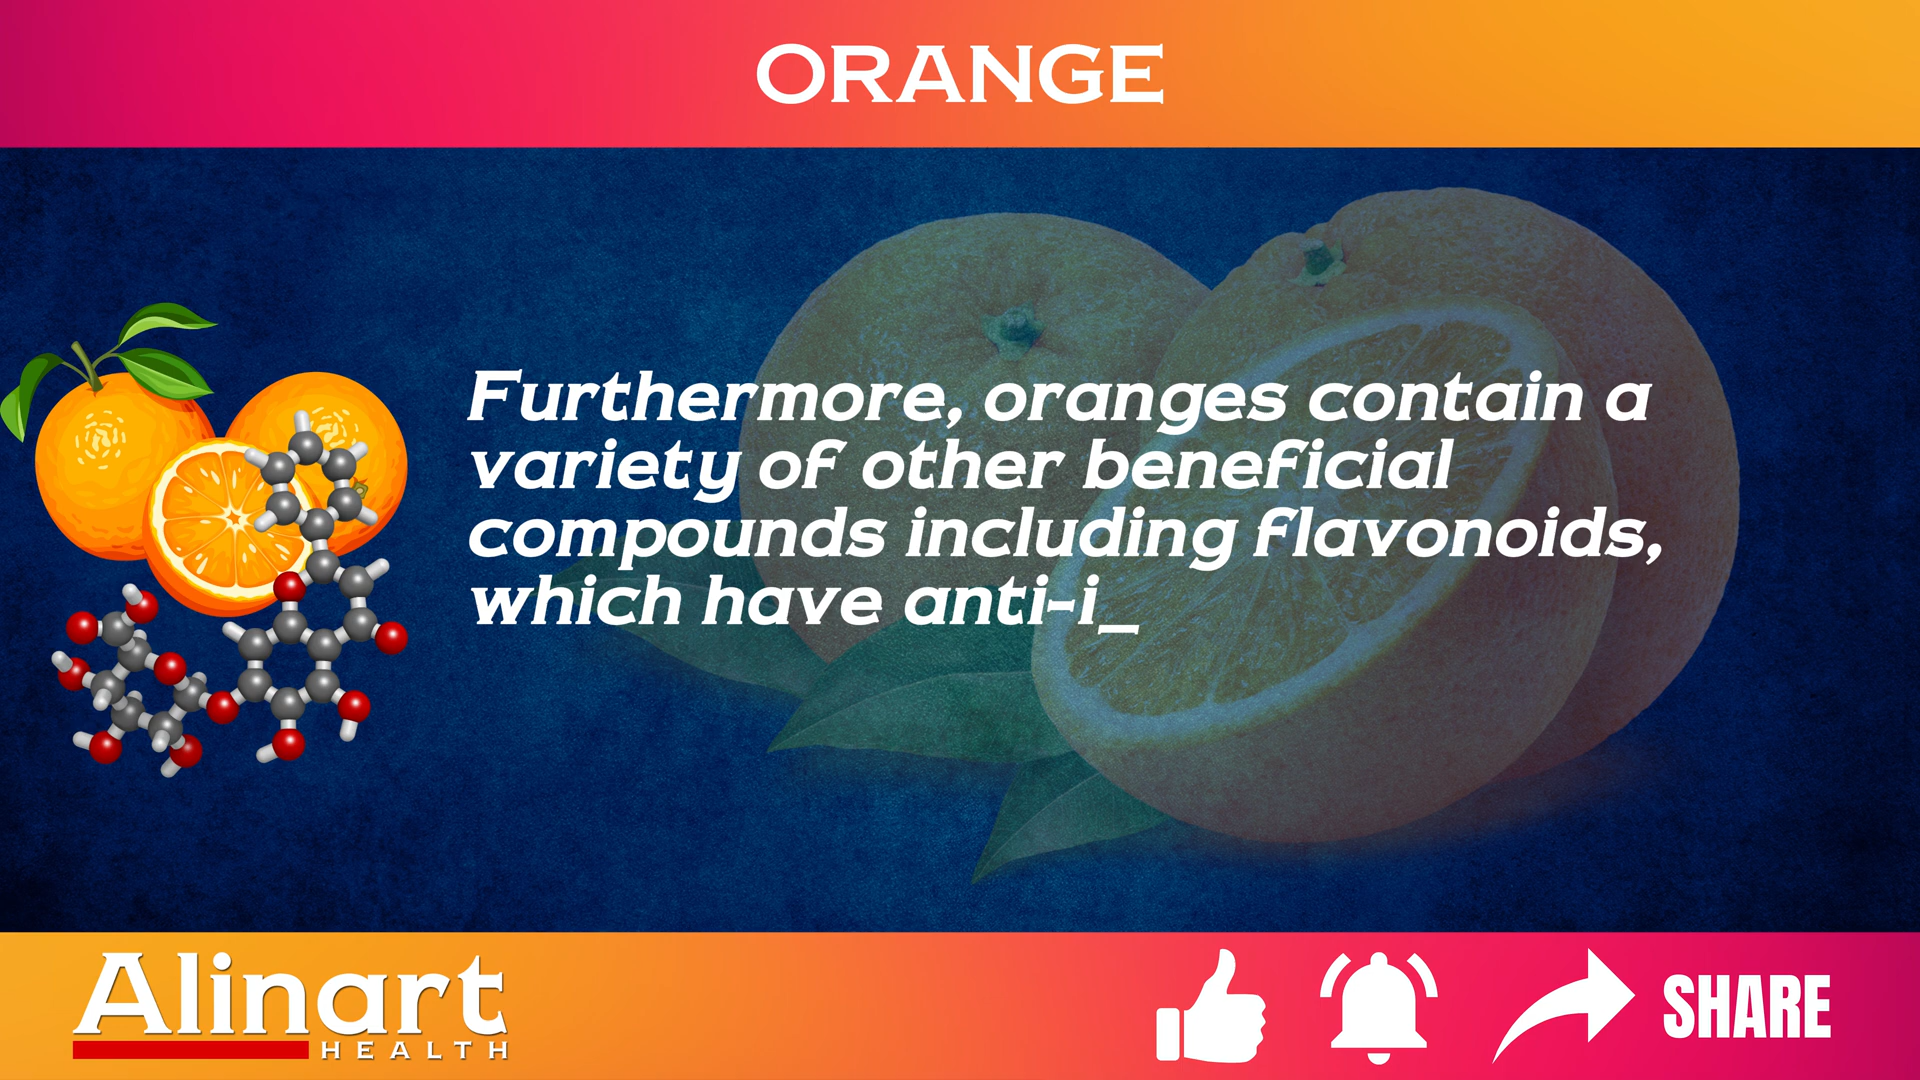 ORANGE
Furthermore, oranges contain a
variety of other beneficial
compounds including flavonoids,
which have anti-i_
Alinart
HEALTH
SHARE